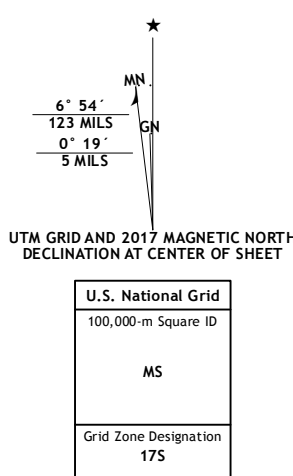 ★
MN
6° 54´
123 MILS
GN
0° 19´
5 MILS
UTM GRID AND 2017 MAGNETIC NORTH
DECLINATION AT CENTER OF SHEET
U.S. National Grid
100,000-m Square ID
MS
Grid Zone Designation
17S